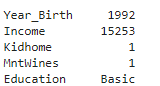 Year_Birth 1992
Income 15253
Kidhome 1
MntWines 1
Education Basic